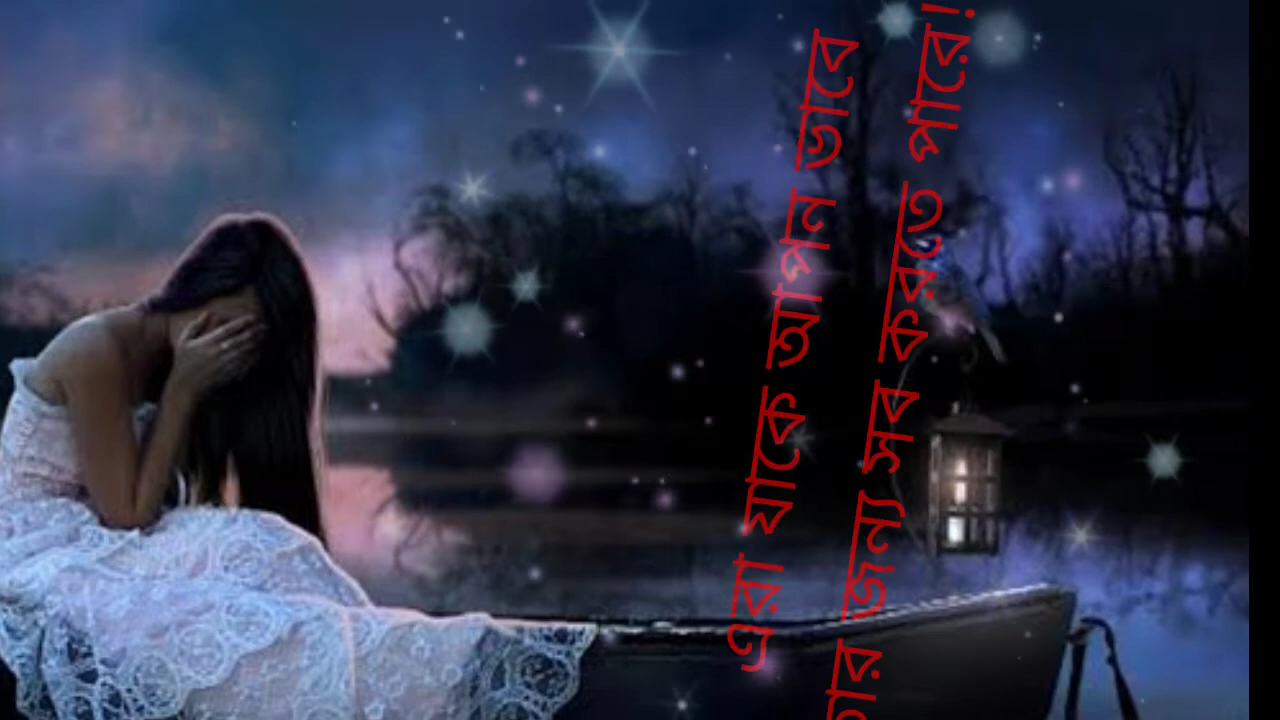 এরা যাকে আপন ভাবে
তার জন্য সব করতে পারে!